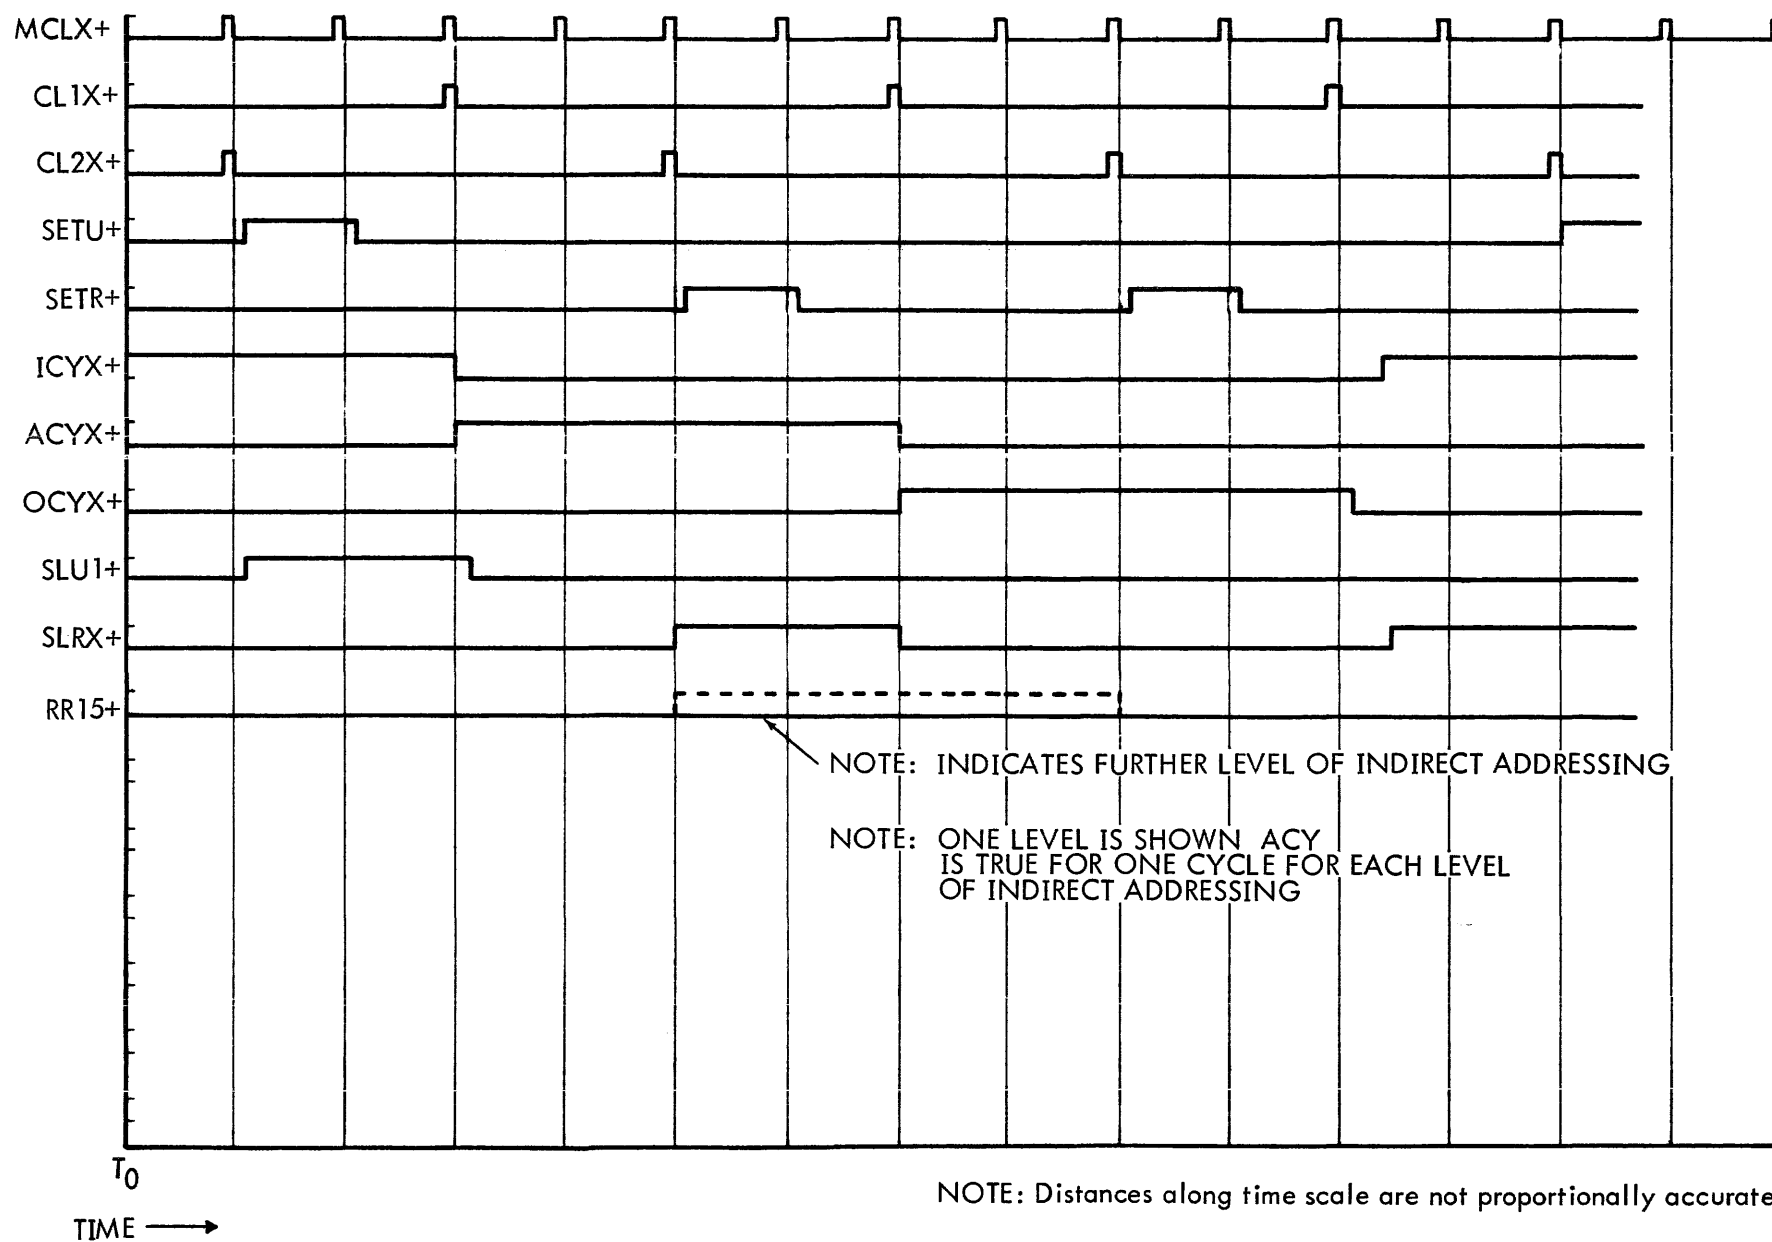 MCLX+
CL1X+
CL2X+
SETU+
SETR+
ICYX+
ACYX+
OCYX+
SLU1+
SLRX+
RR15+
NOTE: INDICATES FURTHER LEVEL OF INDIRECT ADDRESSING
NOTE: ONE LEVEL IS SHOWN ACY
IS TRUE FOR ONE CYCLE FOR EACH LEVEL
OF INDIRECT ADDRESSING
T0
NOTE: Distances along time scale are not proportionally accurate
TIME